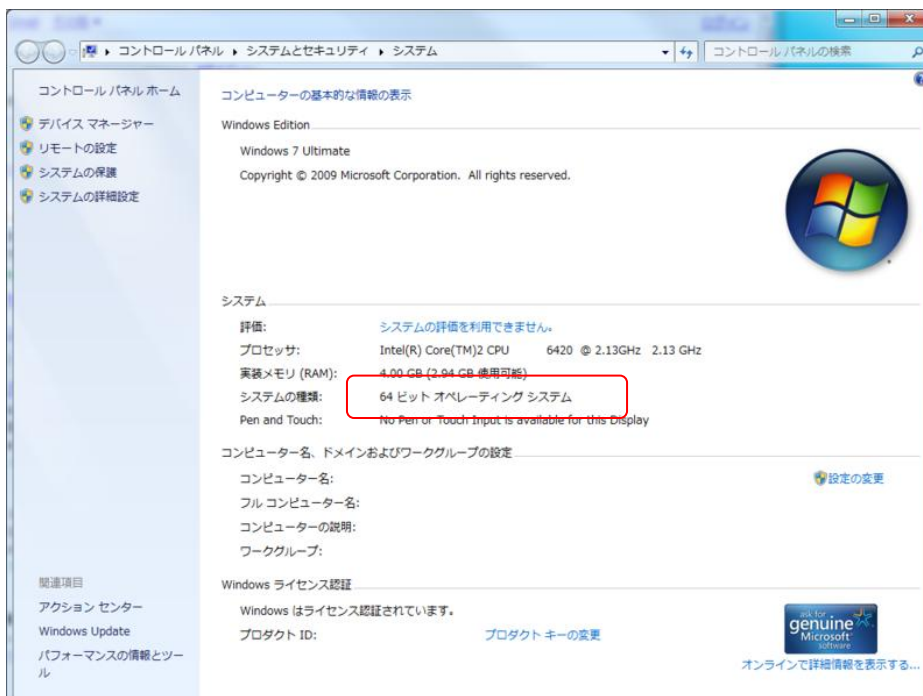 コントロール パネル ▸ システムとセキュリティ ▸ システム
コントロール パネルの検索
コントロール パネル ホーム
デバイス マネージャー
リモートの設定
システムの保護
システムの詳細設定
コンピューターの基本的な情報の表示
Windows Edition
Windows 7 Ultimate
Copyright © 2009 Microsoft Corporation. All rights reserved.
システム
評価: システムの評価を利用できません。
プロセッサ: Intel(R) Core(TM)2 CPU 6420 @ 2.13GHz 2.13 GHz
実装メモリ (RAM): 4.00 GB (2.94 GB 使用可能)
システムの種類: 64 ビット オペレーティング システム
Pen and Touch: No Pen or Touch Input is available for this Display
コンピューター名、ドメインおよびワークグループの設定
コンピューター名:
設定の変更
フル コンピューター名:
コンピューターの説明:
ワークグループ:
Windows ライセンス認証
Windows はライセンス認証されています。
プロダクト ID: プロダクト キーの変更
ask for
genuine
Microsoft
software
オンラインで詳細情報を表示する...
関連項目
アクション センター
Windows Update
パフォーマンスの情報とツー
ル